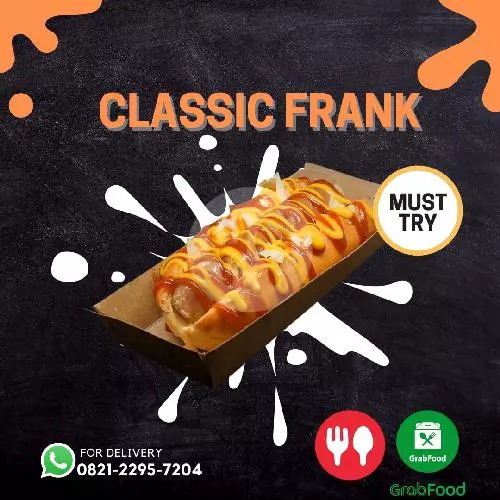 CLASSIC FRANK
MUST
TRY
FOR DELIVERY
0821-2295-7204
GrabFood
GrabFood